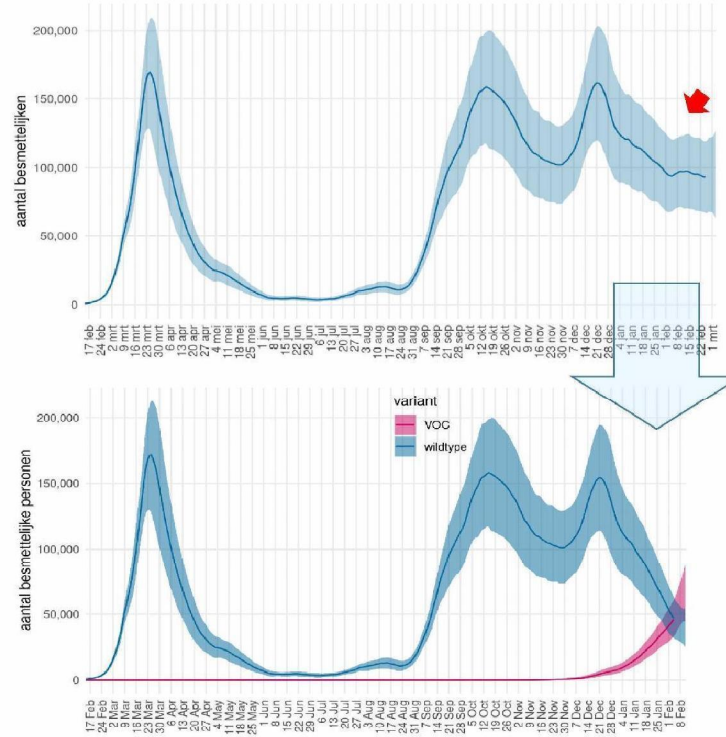 aantal besmettelijken
200,000
150,000
100,000
50,000
0
17 feb
24 feb
2 mrt
9 mrt
16 mrt
23 mrt
30 mrt
6 apr
13 apr
20 apr
27 apr
4 mei
11 mei
18 mei
25 mei
1 jun
8 jun
15 jun
22 jun
29 jun
6 jul
13 jul
20 jul
27 jul
3 aug
10 aug
17 aug
24 aug
31 aug
7 sep
14 sep
21 sep
28 sep
5 okt
12 okt
19 okt
26 okt
2 nov
9 nov
16 nov
23 nov
30 nov
7 dec
14 dec
21 dec
28 dec
4 jan
11 jan
18 jan
25 jan
1 feb
8 feb
15 feb
22 feb
1 mrt
aantal besmettelijke personen
200,000
150,000
100,000
50,000
0
variant
VOC
wildtype
17 Feb
24 Feb
2 Mar
9 Mar
16 Mar
23 Mar
30 Mar
6 Apr
13 Apr
20 Apr
27 Apr
4 May
11 May
18 May
25 May
1 Jun
8 Jun
15 Jun
22 Jun
29 Jun
6 Jul
13 Jul
20 Jul
27 Jul
3 Aug
10 Aug
17 Aug
24 Aug
31 Aug
7 Sep
14 Sep
21 Sep
28 Sep
5 Oct
12 Oct
19 Oct
26 Oct
2 Nov
9 Nov
16 Nov
23 Nov
30 Nov
7 Dec
14 Dec
21 Dec
28 Dec
4 Jan
11 Jan
18 Jan
25 Jan
1 Feb
8 Feb